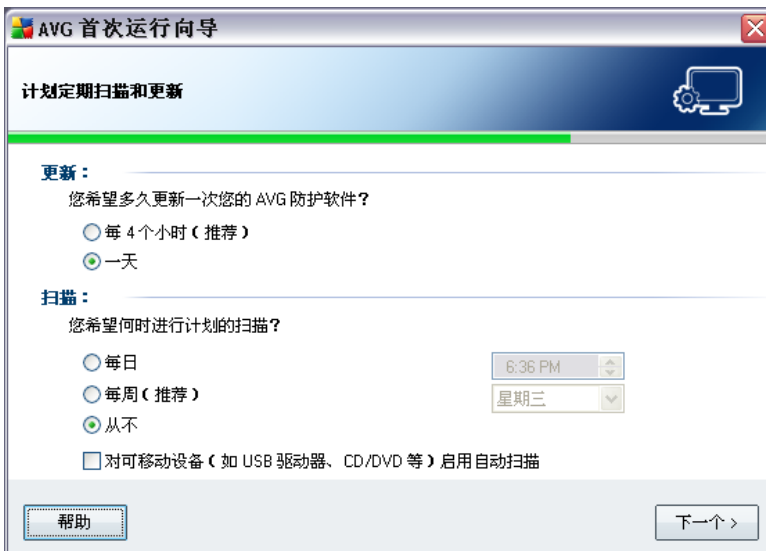 AVG 首次运行向导
计划定期扫描和更新
更新：
您希望多久更新一次您的 AVG 防护软件？
每 4 个小时（推荐）
一天
扫描：
您希望何时进行计划的扫描？
每日
6:36 PM
每周（推荐）
星期三
从不
对可移动设备（如 USB 驱动器、CD/DVD 等）启用自动扫描
帮助
下一个 >